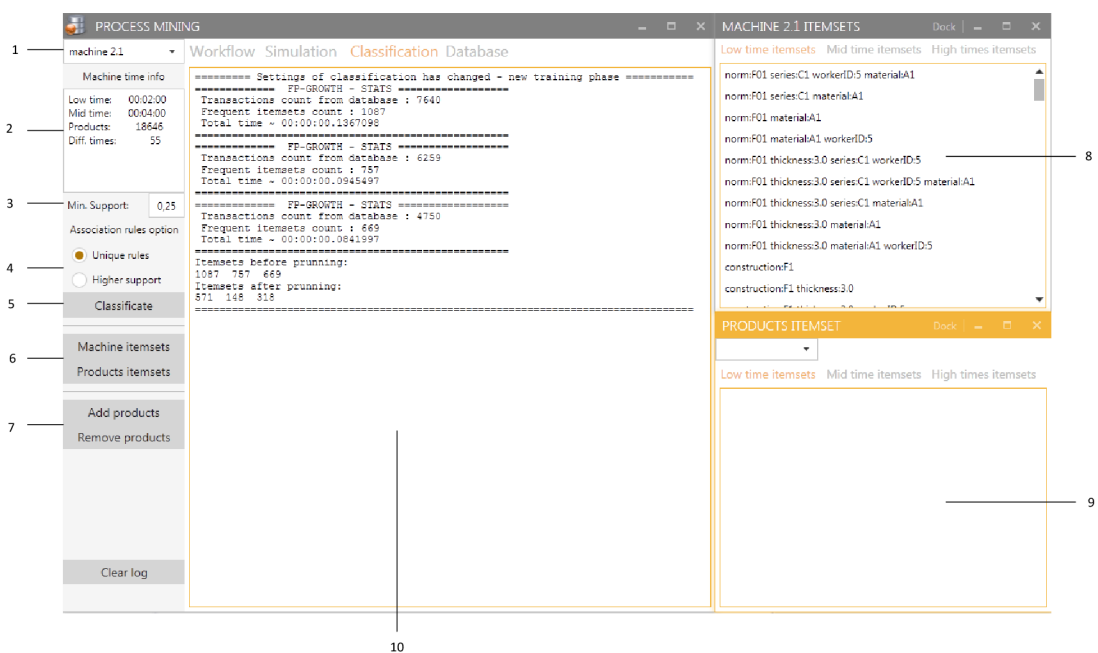 PROCESS MINING
1
machine 2.1
Machine time info
2
Low time: 00:02:00
Mid time: 00:04:00
Products: 18646
Diff. times: 55
3
Min. Support: 0,25
Association rules option
4
Unique rules
Higher support
5
Classificate
6
Machine itemsets
Products itemsets
7
Add products
Remove products
Clear log
Workflow Simulation Classification Database
========= Settings of classification has changed - new training phase ===========
============= FP-GROWTH - STATS ==================
Transactions count from database : 7640
Frequent itemsets count : 1087
Total time ~ 00:00:00.1367098
===================================================
============= FP-GROWTH - STATS ==================
Transactions count from database : 6259
Frequent itemsets count : 757
Total time ~ 00:00:00.0945497
===================================================
============= FP-GROWTH - STATS ==================
Transactions count from database : 4750
Frequent itemsets count : 669
Total time ~ 00:00:00.0841997
===================================================
Itemsets before prunning:
1087 757 669
Itemsets after prunning:
571 148 318
================================================================================
10
MACHINE 2.1 ITEMSETS Dock
Low time itemsets Mid time itemsets High times itemsets
norm:F01 series:C1 workerID:5 material:A1
norm:F01 series:C1 material:A1
norm:F01 material:A1
norm:F01 material:A1 workerID:5
norm:F01 thickness:3.0 series:C1 workerID:5
8
norm:F01 thickness:3.0 series:C1 workerID:5 material:A1
norm:F01 thickness:3.0 series:C1 material:A1
norm:F01 thickness:3.0 material:A1
norm:F01 thickness:3.0 material:A1 workerID:5
construction:F1
construction:F1 thickness:3.0
PRODUCTS ITEMSET Dock
Low time itemsets Mid time itemsets High times itemsets
9